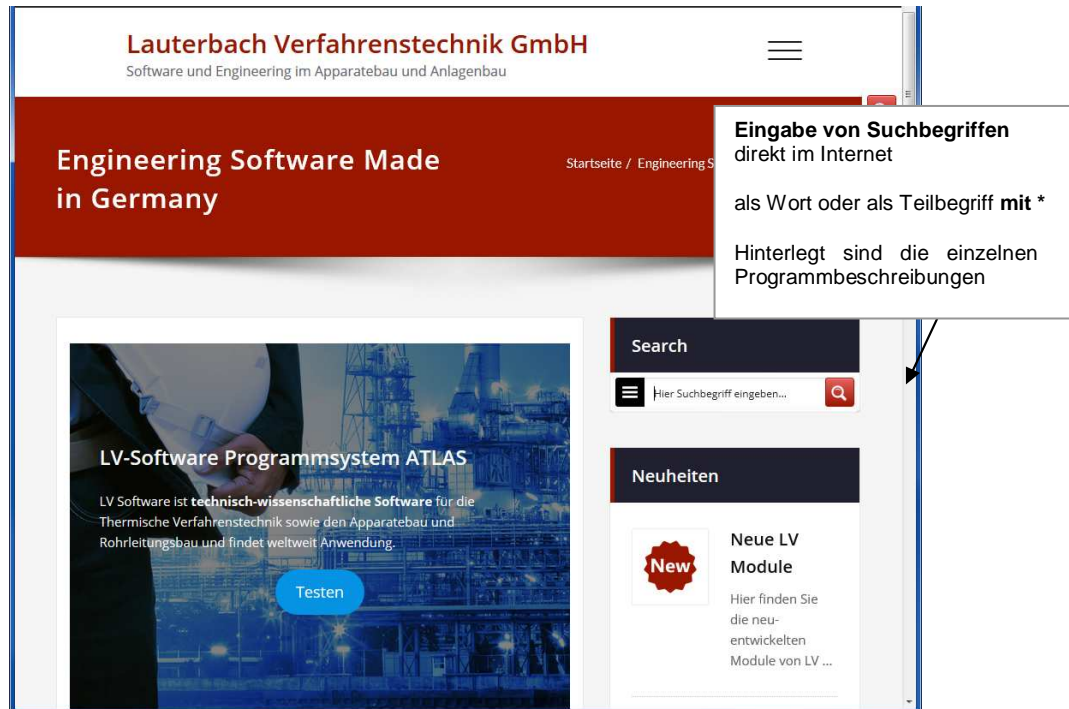 Lauterbach Verfahrenstechnik GmbH
Software und Engineering im Apparatebau und Anlagenbau
Engineering Software Made
in Germany
Startseite / Engineering S
Eingabe von Suchbegriffen
direkt im Internet
als Wort oder als Teilbegriff mit *
Hinterlegt sind die einzelnen
Programmbeschreibungen
LV-Software Programmsystem ATLAS
LV Software ist technisch-wissenschaftliche Software für die
Thermische Verfahrenstechnik sowie den Apparatebau und
Rohrleitungsbau und findet weltweit Anwendung.
Testen
Search
Hier Suchbegriff eingeben...
Neuheiten
New
Neue LV
Module
Hier finden Sie
die neu-
entwickelten
Module von LV ...